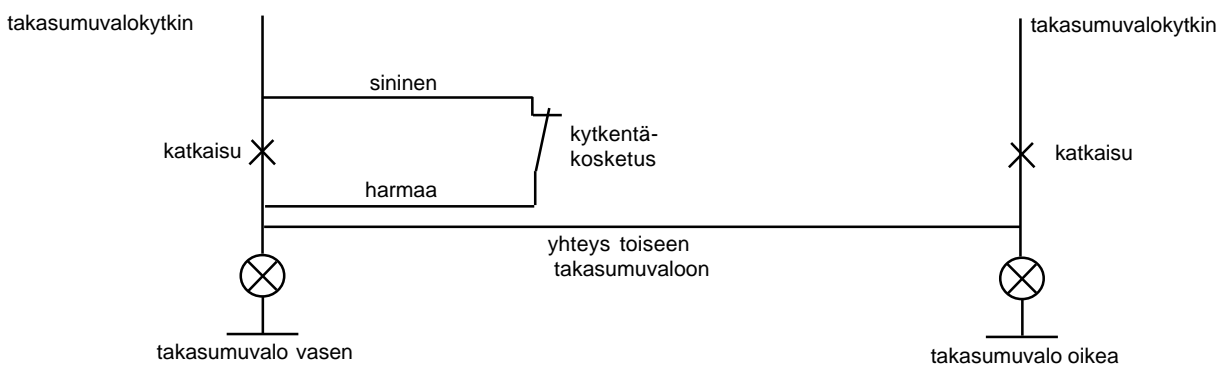 takasumuvalokytkin
takasumuvalokytkin
sininen
kytkentä-
kosketus
katkaisu
katkaisu
harmaa
yhteys toiseen
takasumuvaloon
takasumuvalo vasen
takasumuvalo oikea